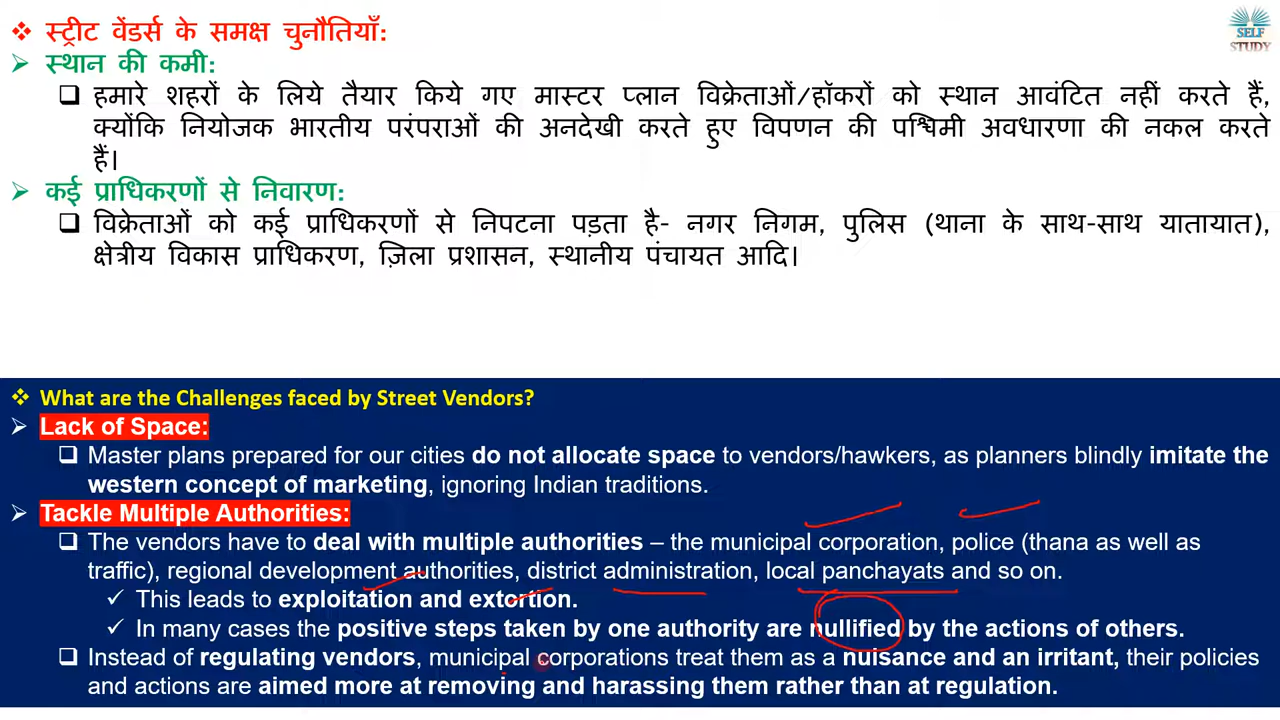 ❖ स्ट्रीट वेंडर्स के समक्ष चुनौतियाँ:
SELF
STUDY
➢ स्थान की कमी:
❑ हमारे शहरों के लिये तैयार किये गए मास्टर प्लान विक्रेताओं/हॉकरों को स्थान आवंटित नहीं करते हैं,
क्योंकि नियोजक भारतीय परंपराओं की अनदेखी करते हुए विपणन की पश्चिमी अवधारणा की नकल करते
हैं।
➢ कई प्राधिकरणों से निवारण:
❑ विक्रेताओं को कई प्राधिकरणों से निपटना पड़ता है- नगर निगम, पुलिस (थाना के साथ-साथ यातायात),
क्षेत्रीय विकास प्राधिकरण, ज़िला प्रशासन, स्थानीय पंचायत आदि।
❖ What are the Challenges faced by Street Vendors?
➢ Lack of Space:
❑ Master plans prepared for our cities do not allocate space to vendors/hawkers, as planners blindly imitate the
western concept of marketing, ignoring Indian traditions.
➢ Tackle Multiple Authorities:
❑ The vendors have to deal with multiple authorities – the municipal corporation, police (thana as well as
traffic), regional development authorities, district administration, local panchayats and so on.
✓ This leads to exploitation and extortion.
✓ In many cases the positive steps taken by one authority are nullified by the actions of others.
❑ Instead of regulating vendors, municipal corporations treat them as a nuisance and an irritant, their policies
and actions are aimed more at removing and harassing them rather than at regulation.